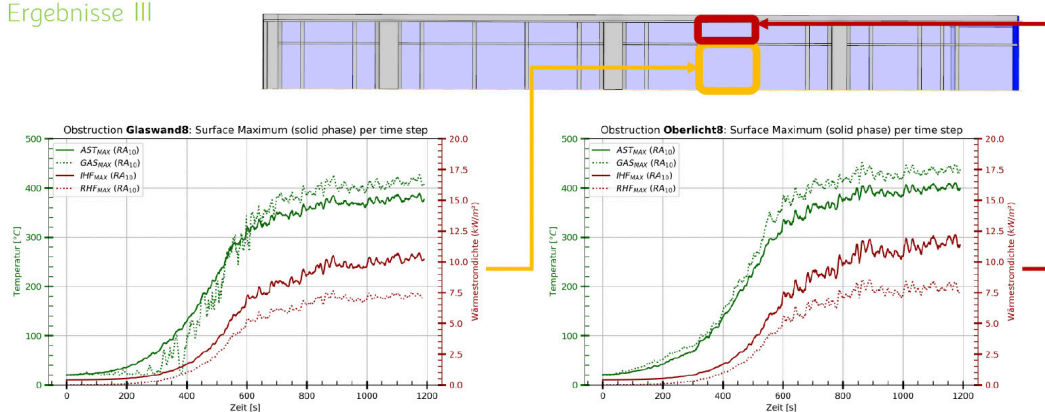 Ergebnisse III
Obstruction Glaswand8: Surface Maximum (solid phase) per time step
500
400
300
200
100
0
Temperatur [°C]
AST_MAX (RA_10)
GAS_MAX (RA_10)
IHF_MAX (RA_10)
RHF_MAX (RA_10)
20.0
17.5
15.0
12.5
10.0
7.5
5.0
2.5
0.0
Wärmestromdichte [kW/m²]
0 200 400 600 800 1000 1200
Zeit [s]
Obstruction Oberlicht8: Surface Maximum (solid phase) per time step
500
400
300
200
100
0
Temperatur [°C]
AST_MAX (RA_10)
GAS_MAX (RA_10)
IHF_MAX (RA_10)
RHF_MAX (RA_10)
20.0
17.5
15.0
12.5
10.0
7.5
5.0
2.5
0.0
Wärmestromdichte [kW/m²]
0 200 400 600 800 1000 1200
Zeit [s]